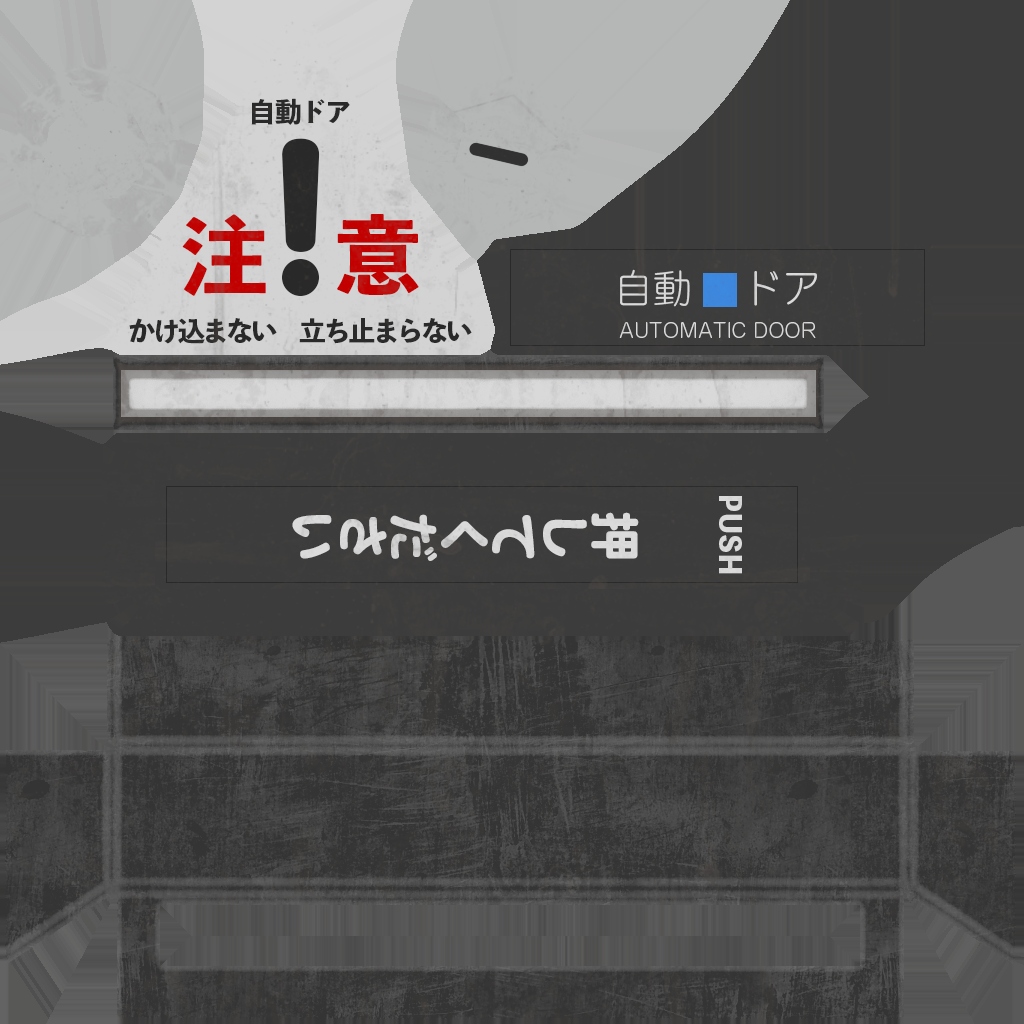 自動ドア
注!意
かけ込まない 立ち止まらない
自動 ドア
AUTOMATIC DOOR
押してください
PUSH